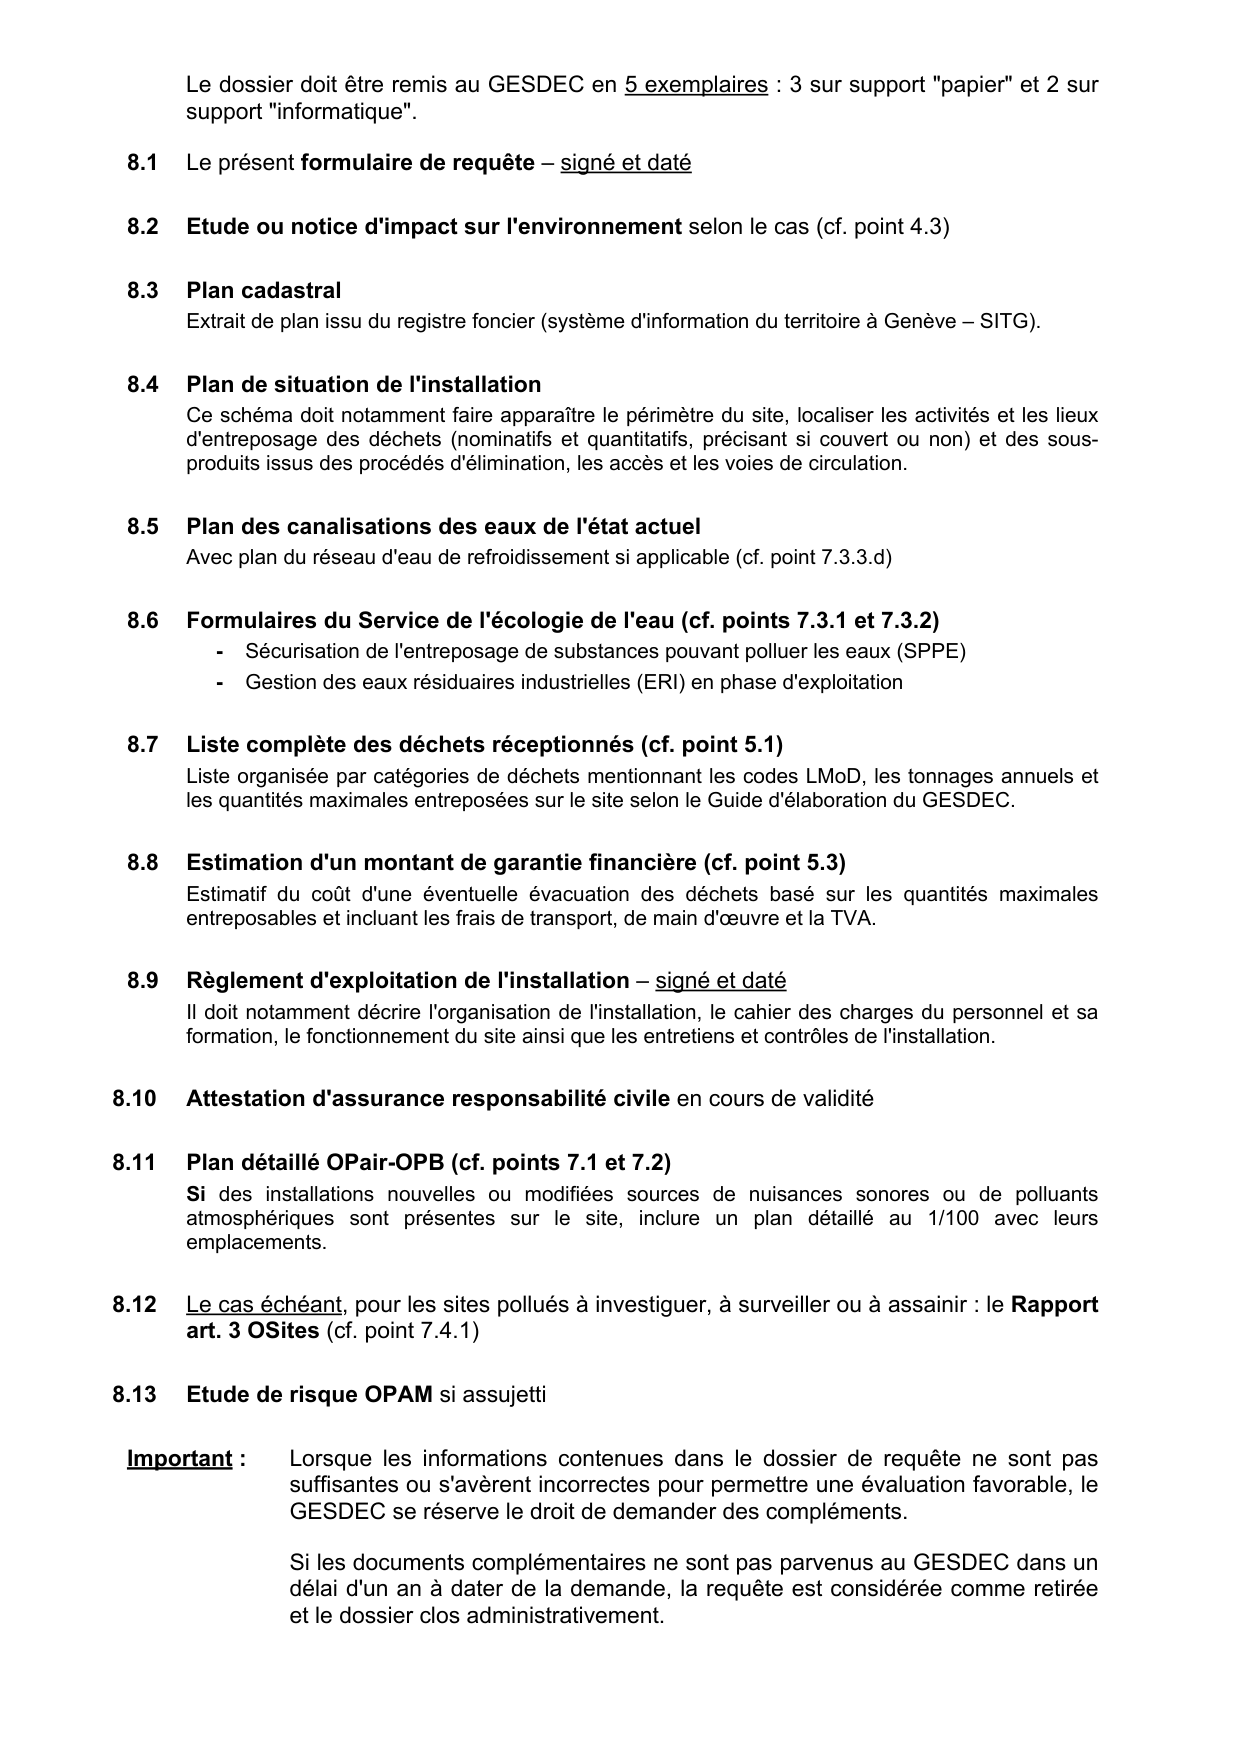 Le dossier doit être remis au GESDEC en 5 exemplaires : 3 sur support "papier" et 2 sur
support "informatique".
8.1 Le présent formulaire de requête – signé et daté
8.2 Etude ou notice d'impact sur l'environnement selon le cas (cf. point 4.3)
8.3 Plan cadastral
Extrait de plan issu du registre foncier (système d'information du territoire à Genève – SITG).
8.4 Plan de situation de l'installation
Ce schéma doit notamment faire apparaître le périmètre du site, localiser les activités et les lieux
d'entreposage des déchets (nominatifs et quantitatifs, précisant si couvert ou non) et des sous-
produits issus des procédés d'élimination, les accès et les voies de circulation.
8.5 Plan des canalisations des eaux de l'état actuel
Avec plan du réseau d'eau de refroidissement si applicable (cf. point 7.3.3.d)
8.6 Formulaires du Service de l'écologie de l'eau (cf. points 7.3.1 et 7.3.2)
- Sécurisation de l'entreposage de substances pouvant polluer les eaux (SPPE)
- Gestion des eaux résiduaires industrielles (ERI) en phase d'exploitation
8.7 Liste complète des déchets réceptionnés (cf. point 5.1)
Liste organisée par catégories de déchets mentionnant les codes LMoD, les tonnages annuels et
les quantités maximales entreposées sur le site selon le Guide d'élaboration du GESDEC.
8.8 Estimation d'un montant de garantie financière (cf. point 5.3)
Estimatif du coût d'une éventuelle évacuation des déchets basé sur les quantités maximales
entreposables et incluant les frais de transport, de main d'œuvre et la TVA.
8.9 Règlement d'exploitation de l'installation – signé et daté
Il doit notamment décrire l'organisation de l'installation, le cahier des charges du personnel et sa
formation, le fonctionnement du site ainsi que les entretiens et contrôles de l'installation.
8.10 Attestation d'assurance responsabilité civile en cours de validité
8.11 Plan détaillé OPair-OPB (cf. points 7.1 et 7.2)
Si des installations nouvelles ou modifiées sources de nuisances sonores ou de polluants
atmosphériques sont présentes sur le site, inclure un plan détaillé au 1/100 avec leurs
emplacements.
8.12 Le cas échéant, pour les sites pollués à investiguer, à surveiller ou à assainir : le Rapport
art. 3 OSites (cf. point 7.4.1)
8.13 Etude de risque OPAM si assujetti
Important : Lorsque les informations contenues dans le dossier de requête ne sont pas
suffisantes ou s'avèrent incorrectes pour permettre une évaluation favorable, le
GESDEC se réserve le droit de demander des compléments.
Si les documents complémentaires ne sont pas parvenus au GESDEC dans un
délai d'un an à dater de la demande, la requête est considérée comme retirée
et le dossier clos administrativement.